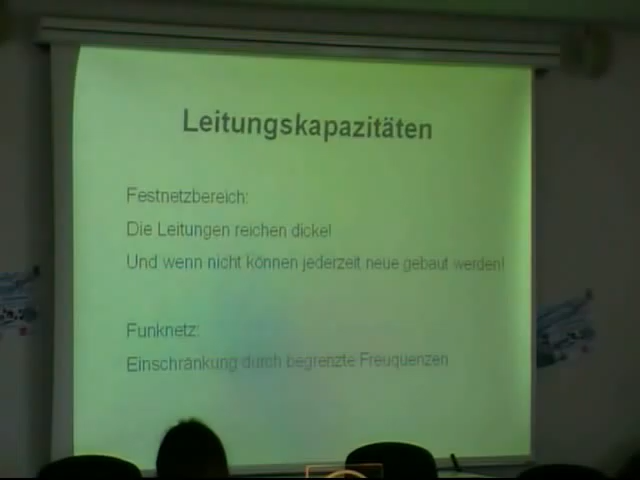 Leitungskapazitäten
Festnetzbereich:
Die Leitungen reichen dicke!
Und wenn nicht können jederzeit neue gebaut werden!
Funknetz:
Einschränkung durch begrenzte Freuquenzen